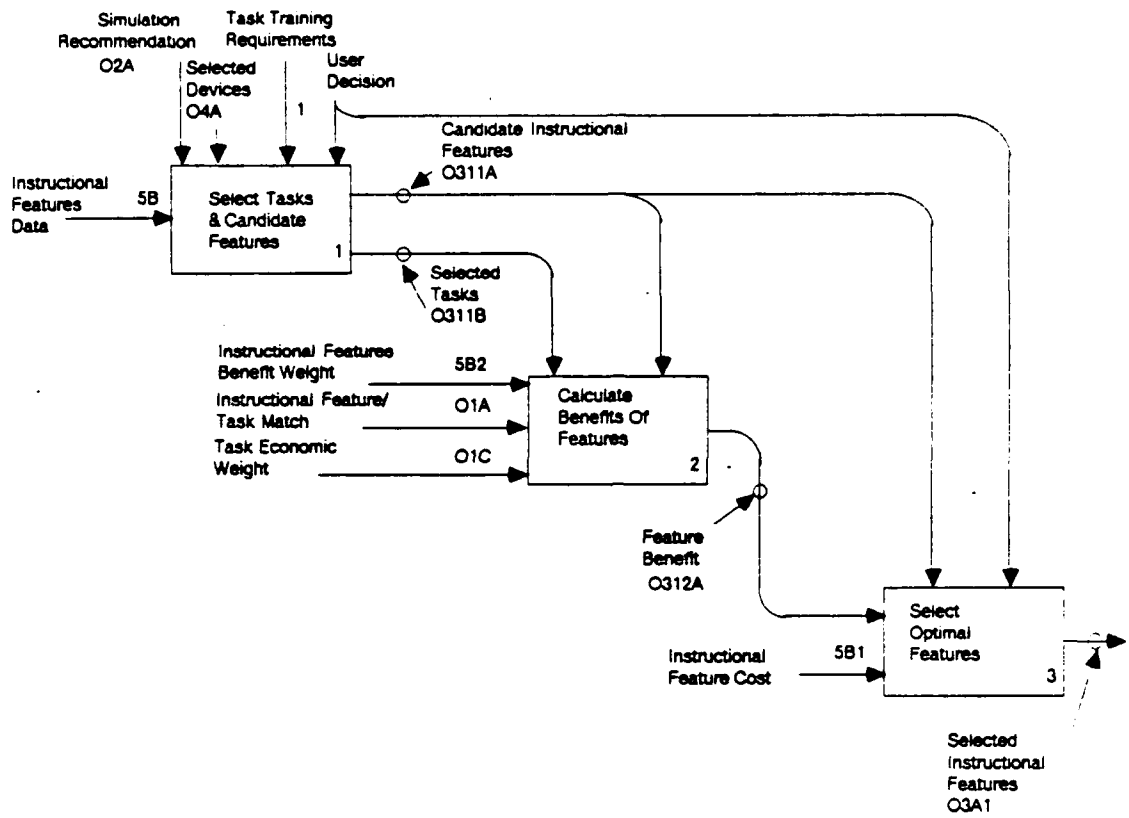 Simulation
Recommendation
O2A
Task Training
Requirements
1
Selected
Devices
O4A
User
Decision
Instructional
Features
Data
5B
Select Tasks
& Candidate
Features
1
Candidate Instructional
Features
O311A
Selected
Tasks
O311B
Instructional Features
Benefit Weight
5B2
Instructional Feature/
Task Match
O1A
Task Economic
Weight
O1C
Calculate
Benefits Of
Features
2
Feature
Benefit
O312A
Instructional
Feature Cost
5B1
Select
Optimal
Features
3
Selected
Instructional
Features
O3A1